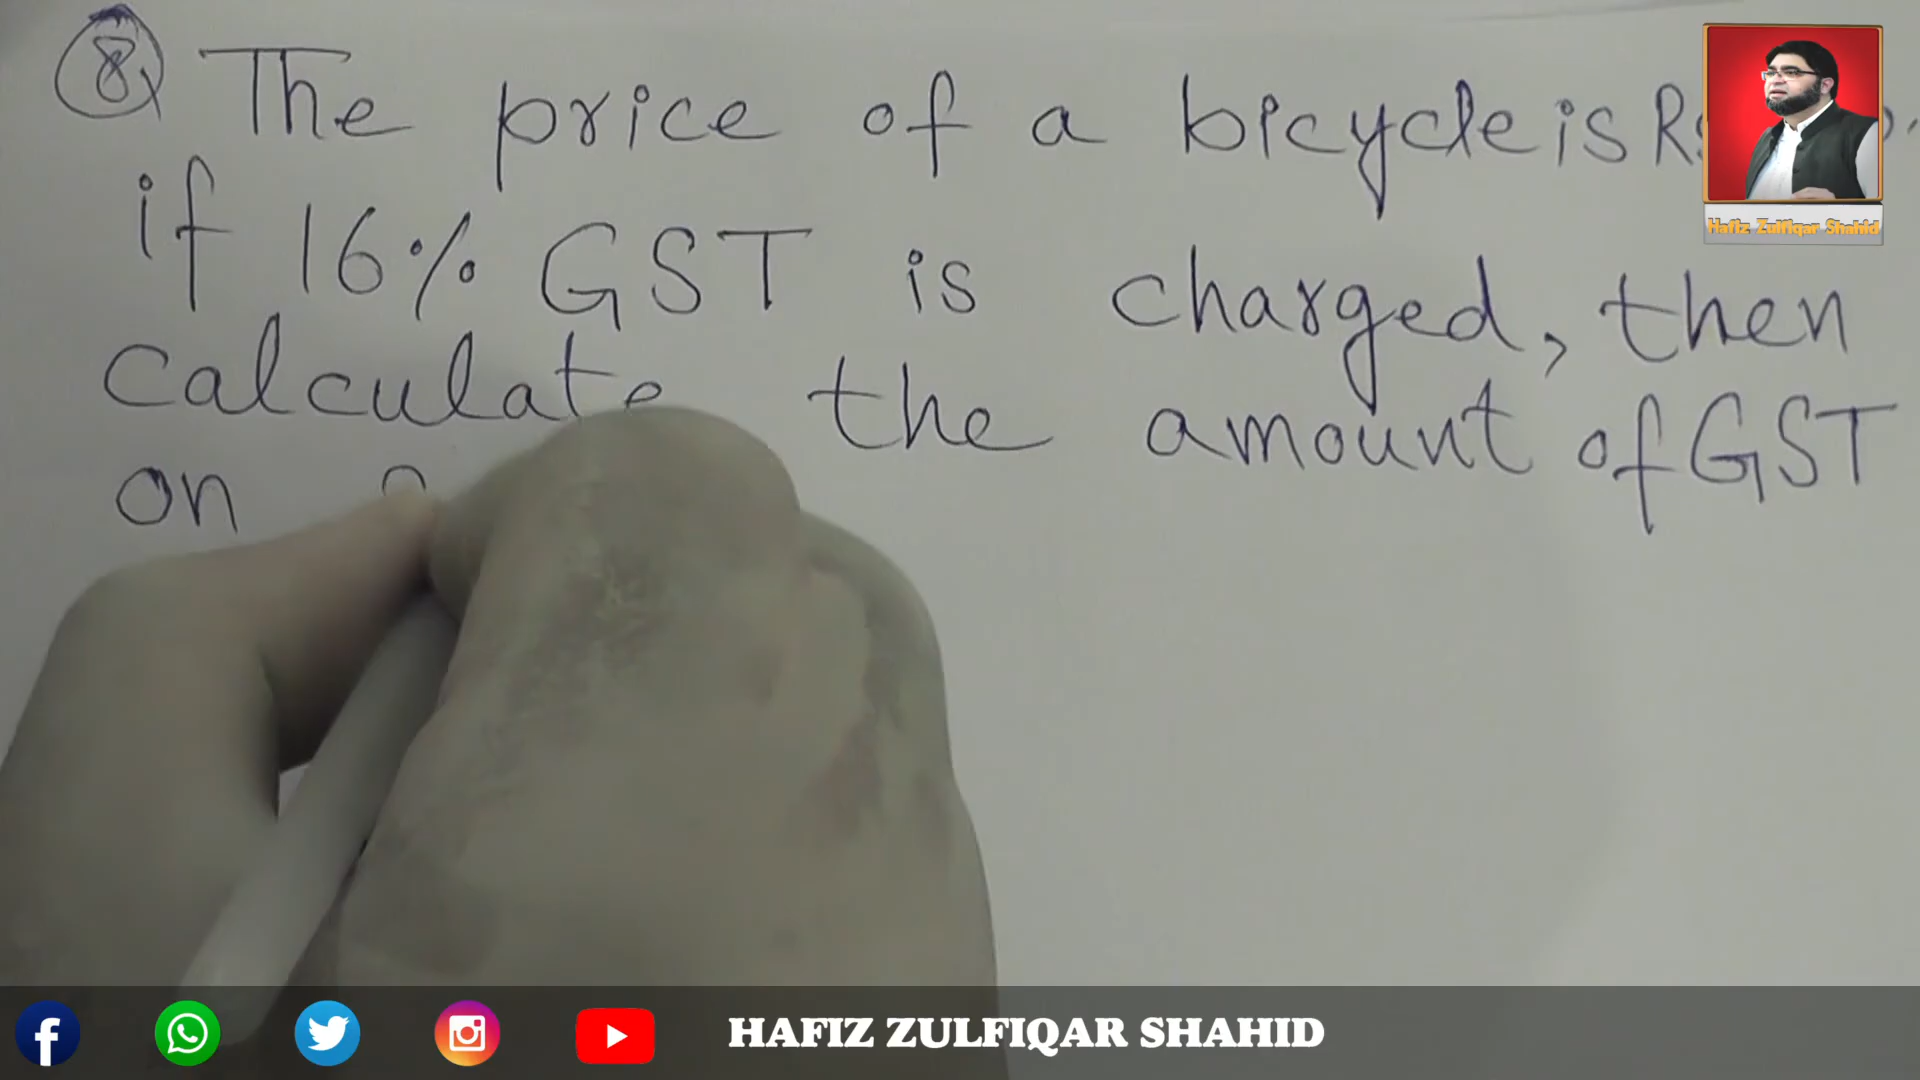 Q8 The price of a bicycle is Rs
if 16% GST is charged, then
calculate the amount of GST
on
Hafiz Zulfiqar Shahid
HAFIZ ZULFIQAR SHAHID